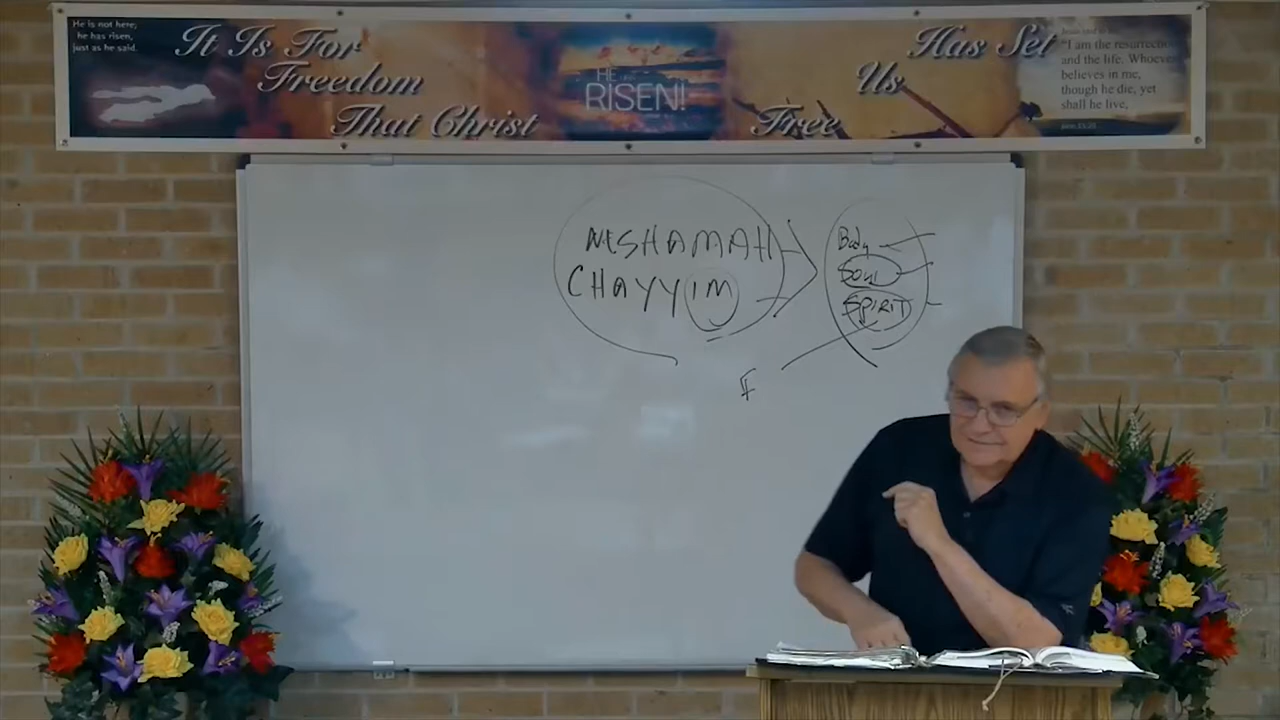 He is not here;
he has risen,
just as he said.
It Is For
Freedom
That Christ
HE IS
RISEN!
Has Set
Us
Free
"I am the resurrection
and the life. Whoever
believes in me,
though he die, yet
shall he live,
NESHAMAH
CHAYYIM
Body
Soul
SPIRIT